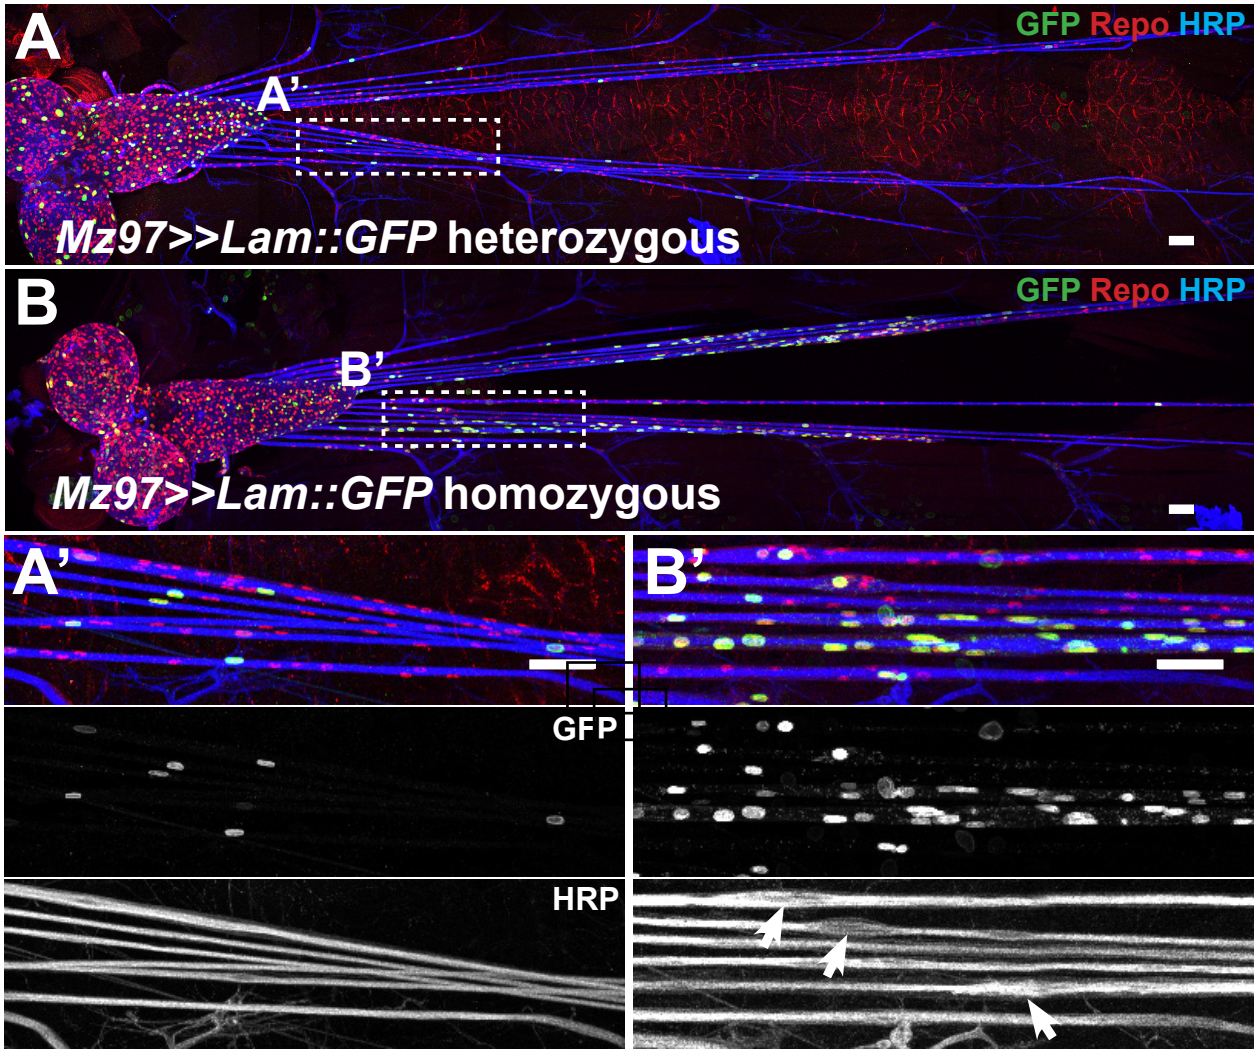 A
GFP Repo HRP
A’
Mz97>>Lam::GFP heterozygous
B
GFP Repo HRP
B’
Mz97>>Lam::GFP homozygous
A’
B’
GFP
HRP